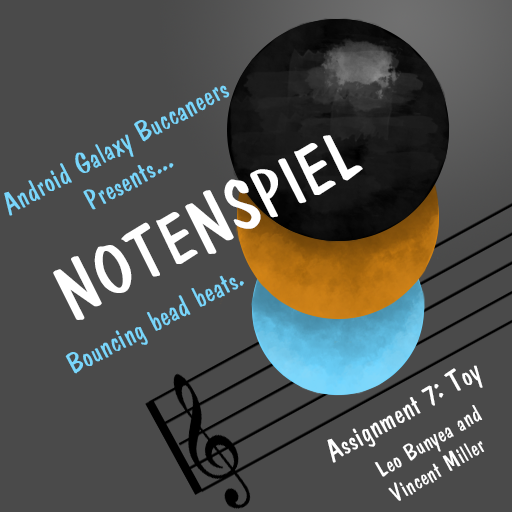 Android Galaxy Buccaneers
Presents...
NOTENSPIEL
Bouncing bead beats.
Assignment 7: Toy
Leo Bunyea and
Vincent Miller